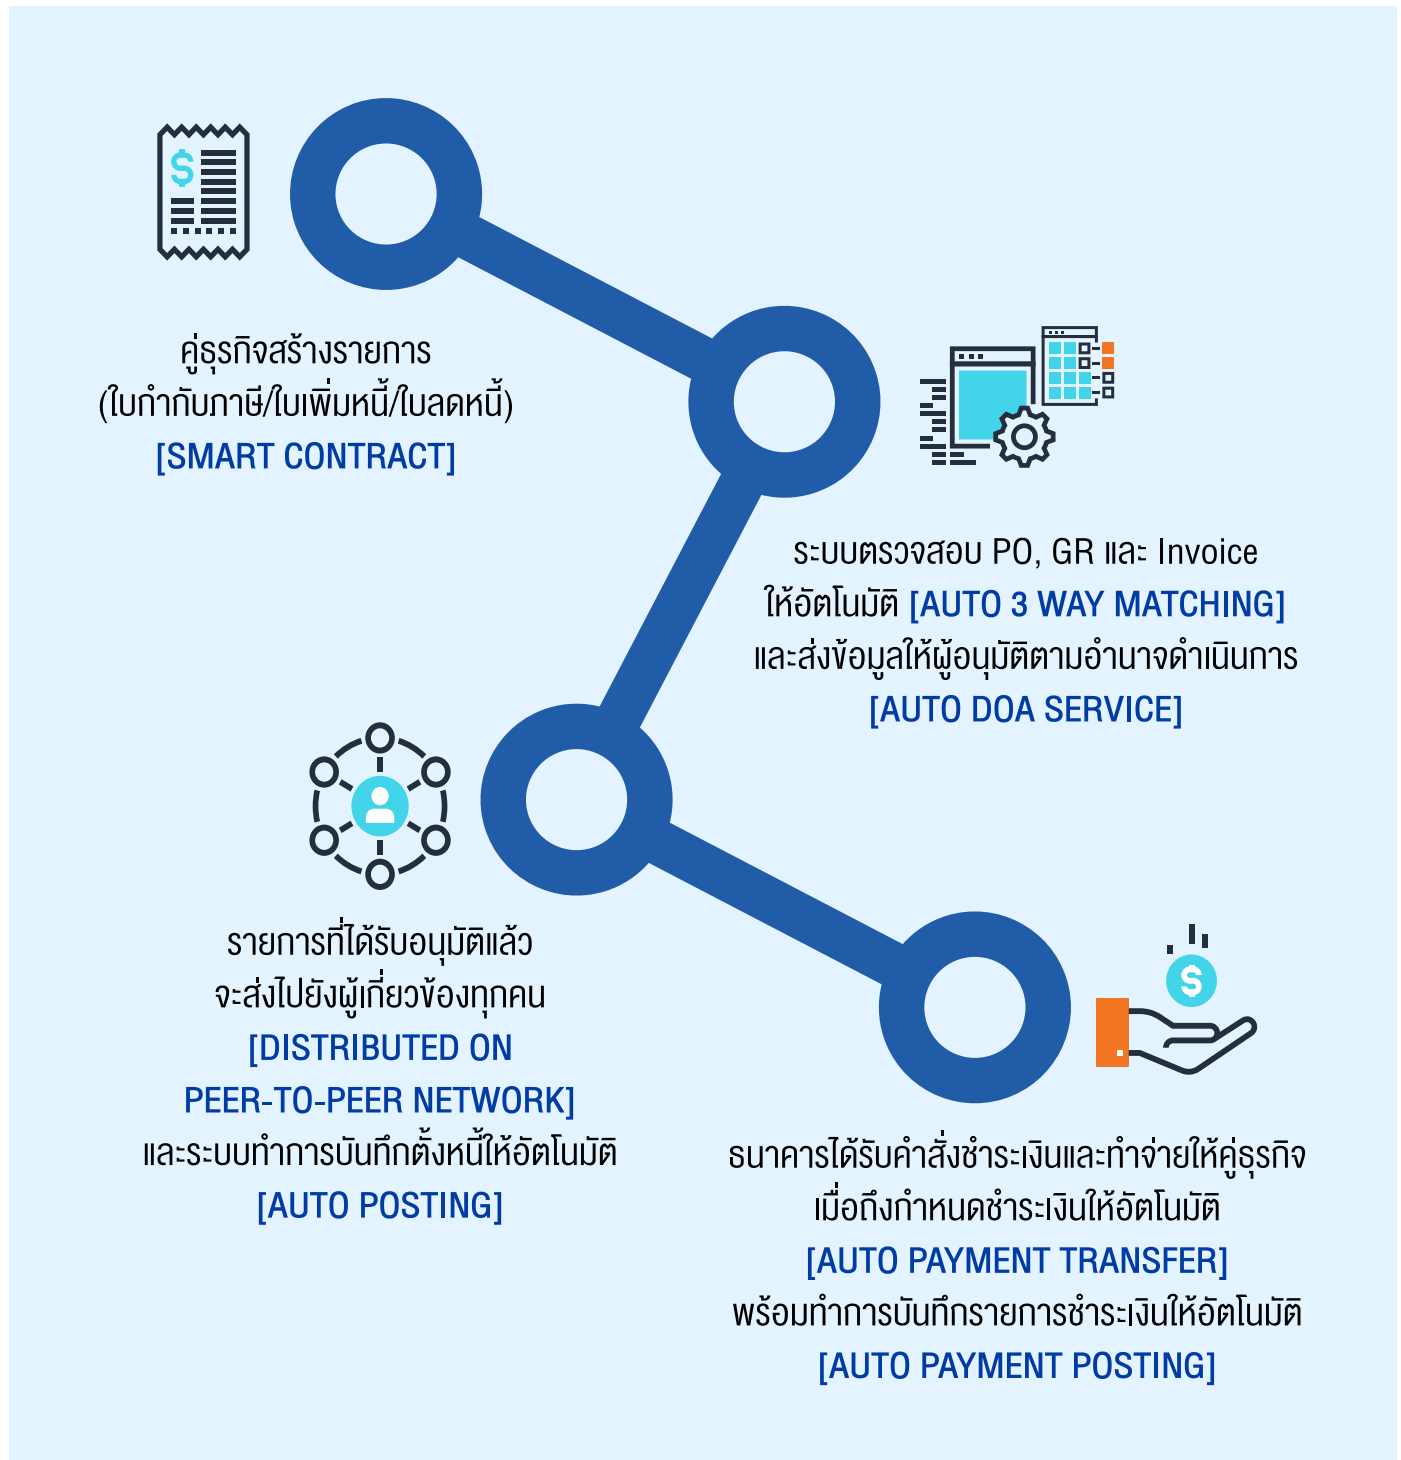 คู่ธุรกิจสร้างรายการ
(ใบกำกับภาษี/ใบเพิ่มหนี้/ใบลดหนี้)
[SMART CONTRACT]
ระบบตรวจสอบ PO, GR และ Invoice
ให้อัตโนมัติ [AUTO 3 WAY MATCHING]
และส่งข้อมูลให้ผู้อนุมัติตามอำนาจดำเนินการ
[AUTO DOA SERVICE]
รายการที่ได้รับอนุมัติแล้ว
จะส่งไปยังผู้เกี่ยวข้องทุกคน
[DISTRIBUTED ON
PEER-TO-PEER NETWORK]
และระบบทำการบันทึกตั้งหนี้ให้อัตโนมัติ
[AUTO POSTING]
ธนาคารได้รับคำสั่งชำระเงินและทำจ่ายให้คู่ธุรกิจ
เมื่อถึงกำหนดชำระเงินให้อัตโนมัติ
[AUTO PAYMENT TRANSFER]
พร้อมทำการบันทึกรายการชำระเงินให้อัตโนมัติ
[AUTO PAYMENT POSTING]